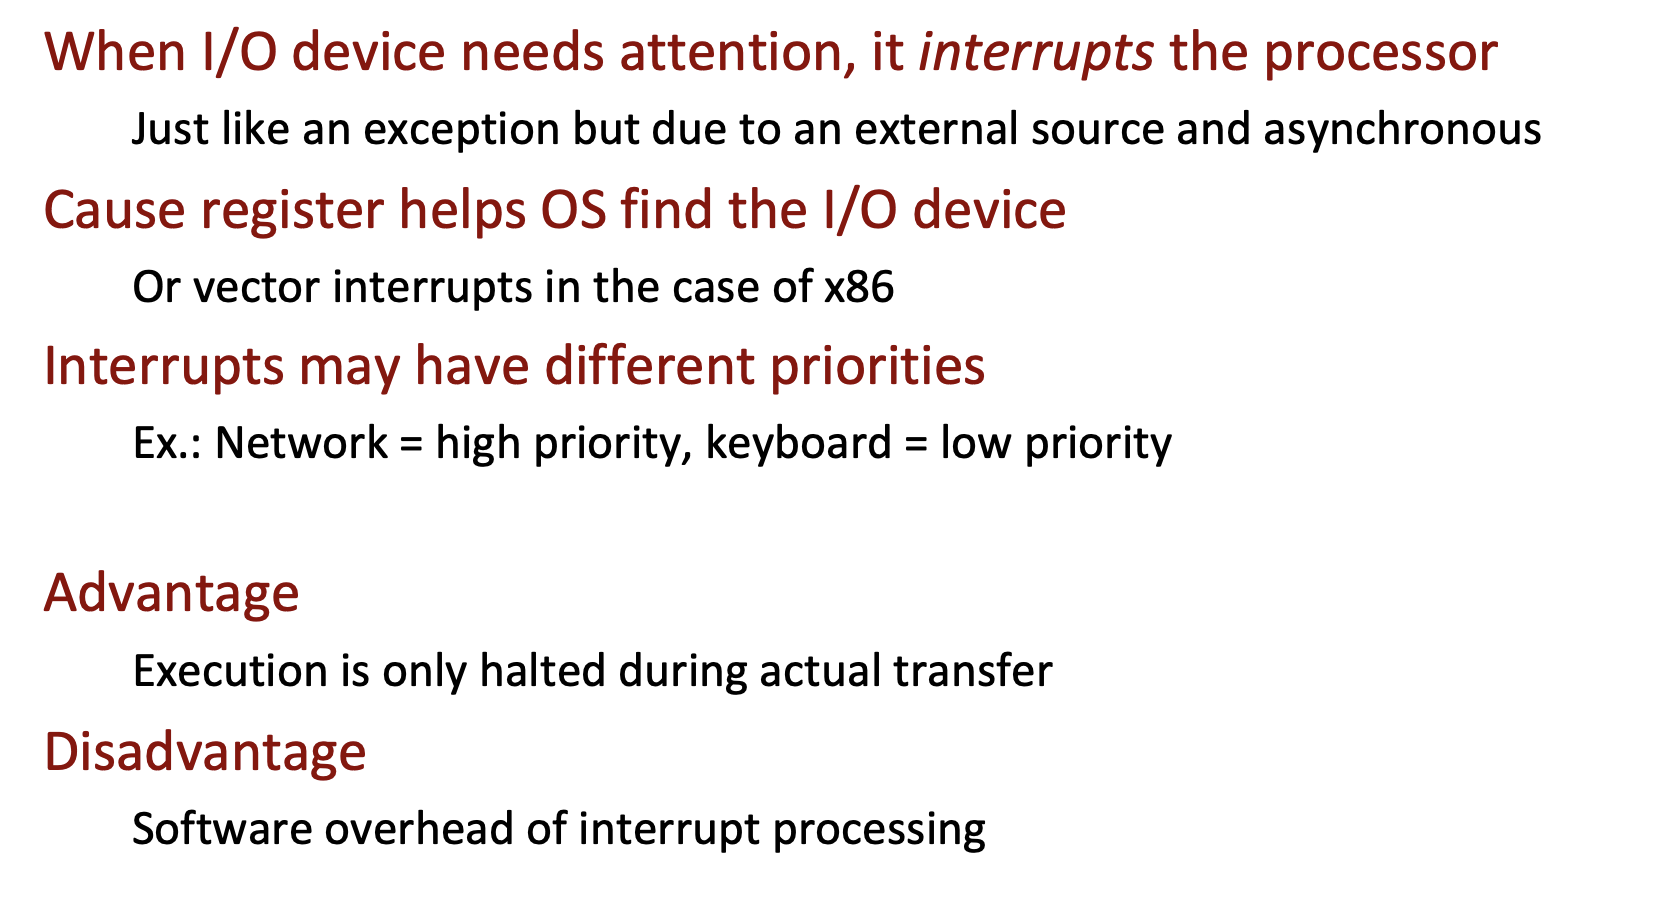 When I/O device needs attention, it interrupts the processor
Just like an exception but due to an external source and asynchronous
Cause register helps OS find the I/O device
Or vector interrupts in the case of x86
Interrupts may have different priorities
Ex.: Network = high priority, keyboard = low priority
Advantage
Execution is only halted during actual transfer
Disadvantage
Software overhead of interrupt processing